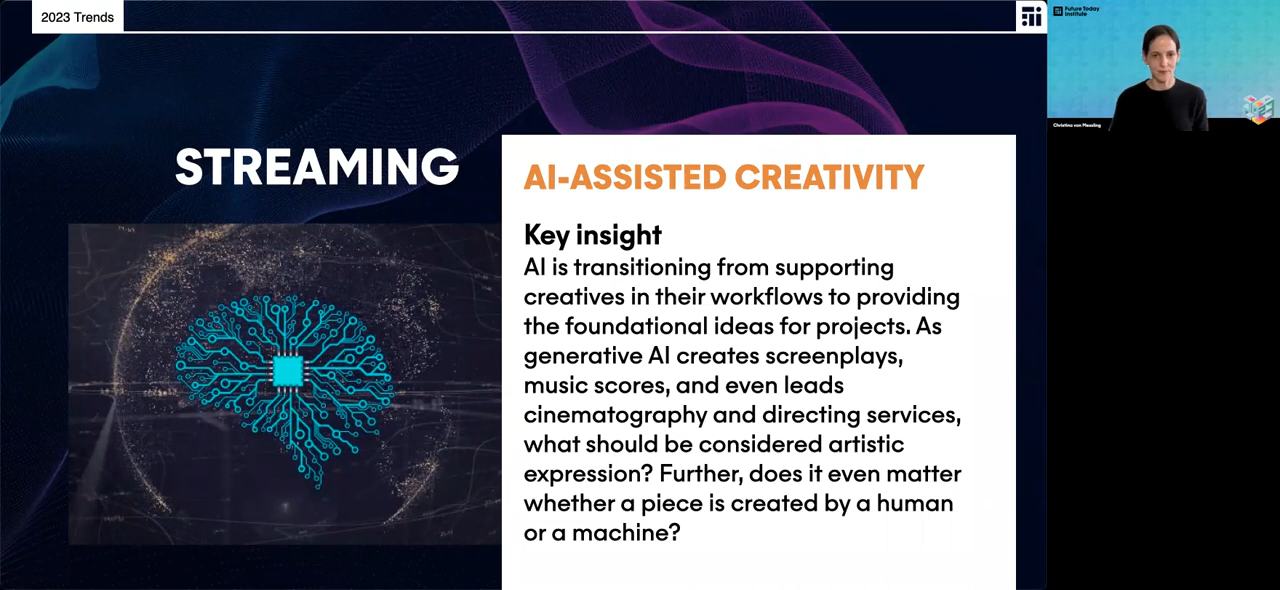 2023 Trends
STREAMING
AI-ASSISTED CREATIVITY
Key insight
AI is transitioning from supporting
creatives in their workflows to providing
the foundational ideas for projects. As
generative AI creates screenplays,
music scores, and even leads
cinematography and directing services,
what should be considered artistic
expression? Further, does it even matter
whether a piece is created by a human
or a machine?
Future Today
Institute
Christina von Messling